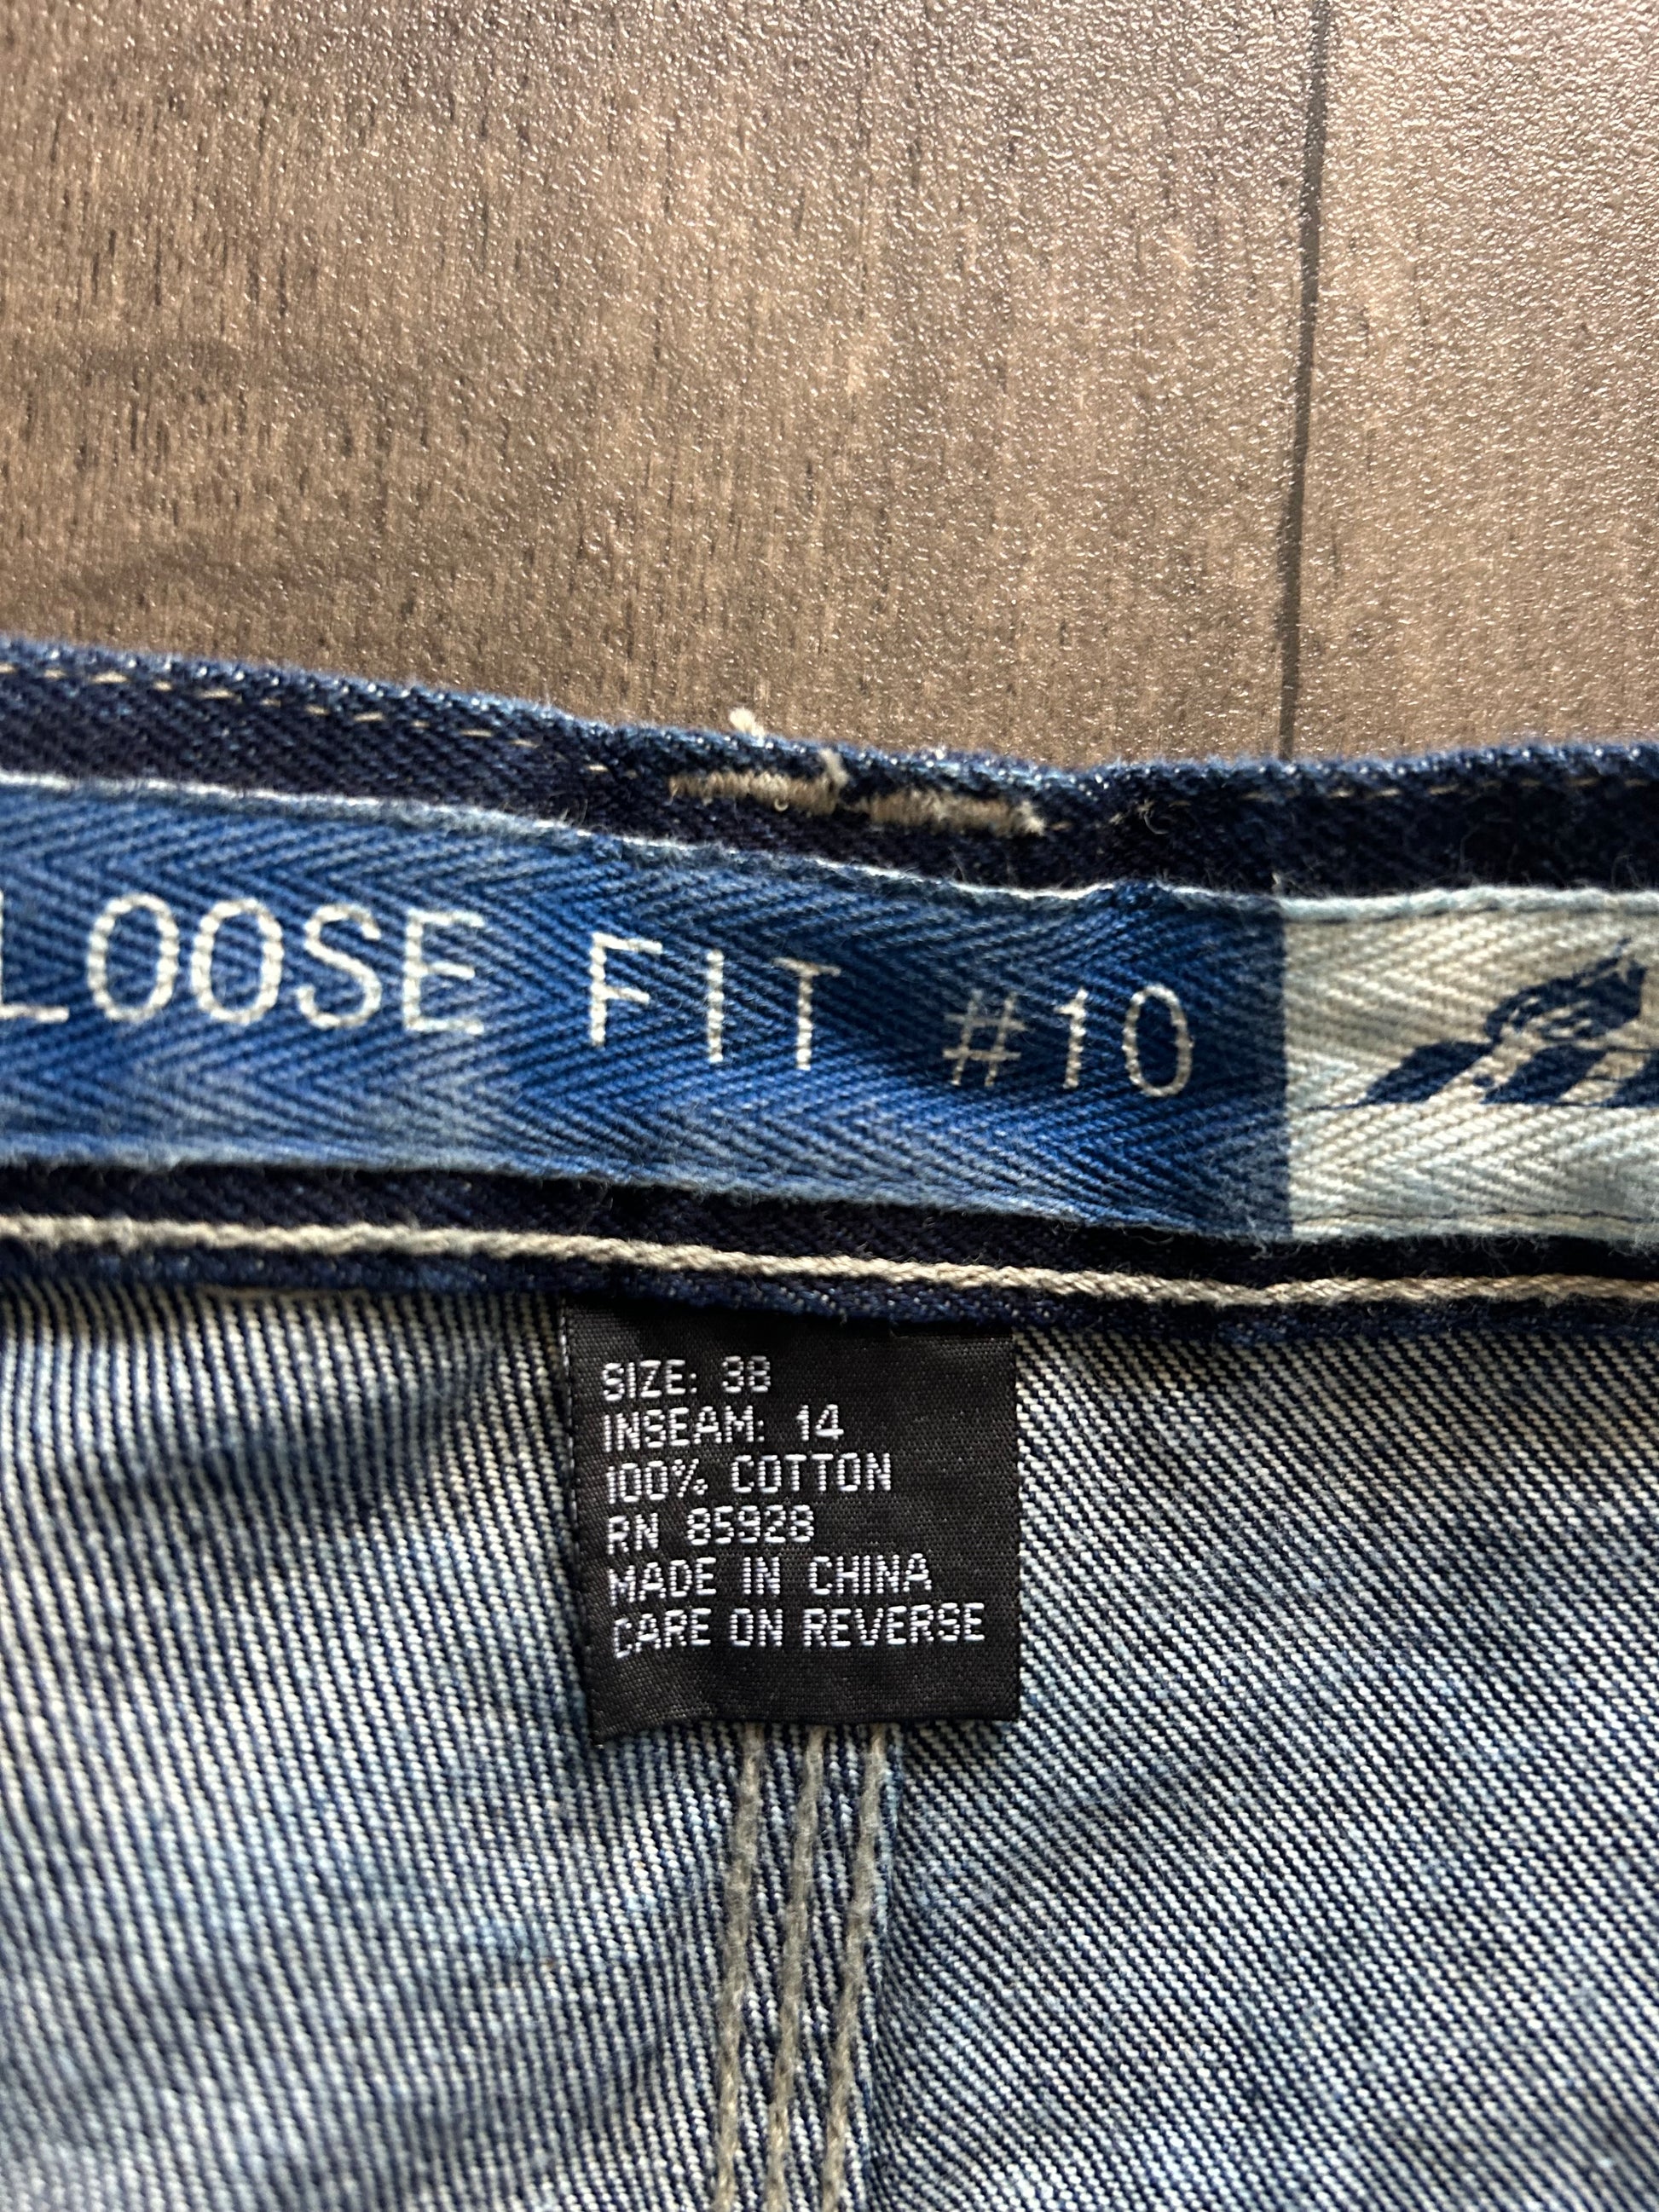 LOOSE FIT #10
SIZE: 38
INSEAM: 14
100% COTTON
RN 85928
MADE IN CHINA
CARE ON REVERSE